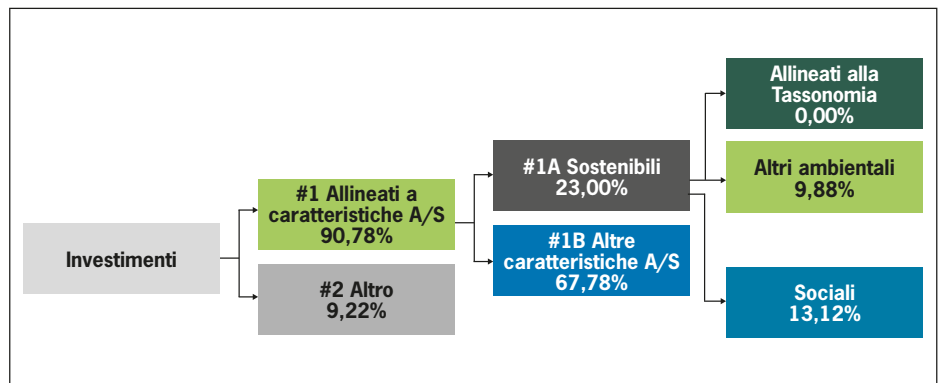 Investimenti
#1 Allineati a
caratteristiche A/S
90,78%
#2 Altro
9,22%
#1A Sostenibili
23,00%
#1B Altre
caratteristiche A/S
67,78%
Allineati alla
Tassonomia
0,00%
Altri ambientali
9,88%
Sociali
13,12%